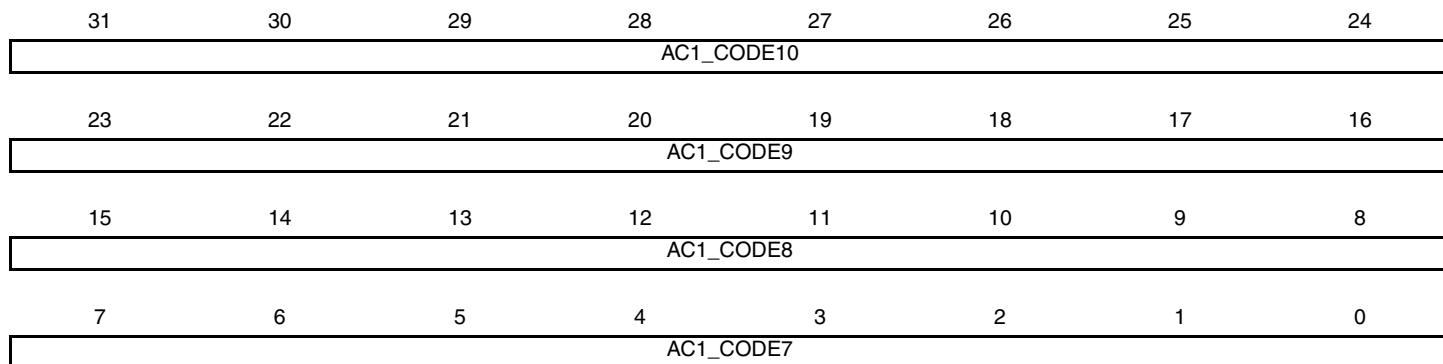 31 30 29 28 27 26 25 24
AC1_CODE10
23 22 21 20 19 18 17 16
AC1_CODE9
15 14 13 12 11 10 9 8
AC1_CODE8
7 6 5 4 3 2 1 0
AC1_CODE7